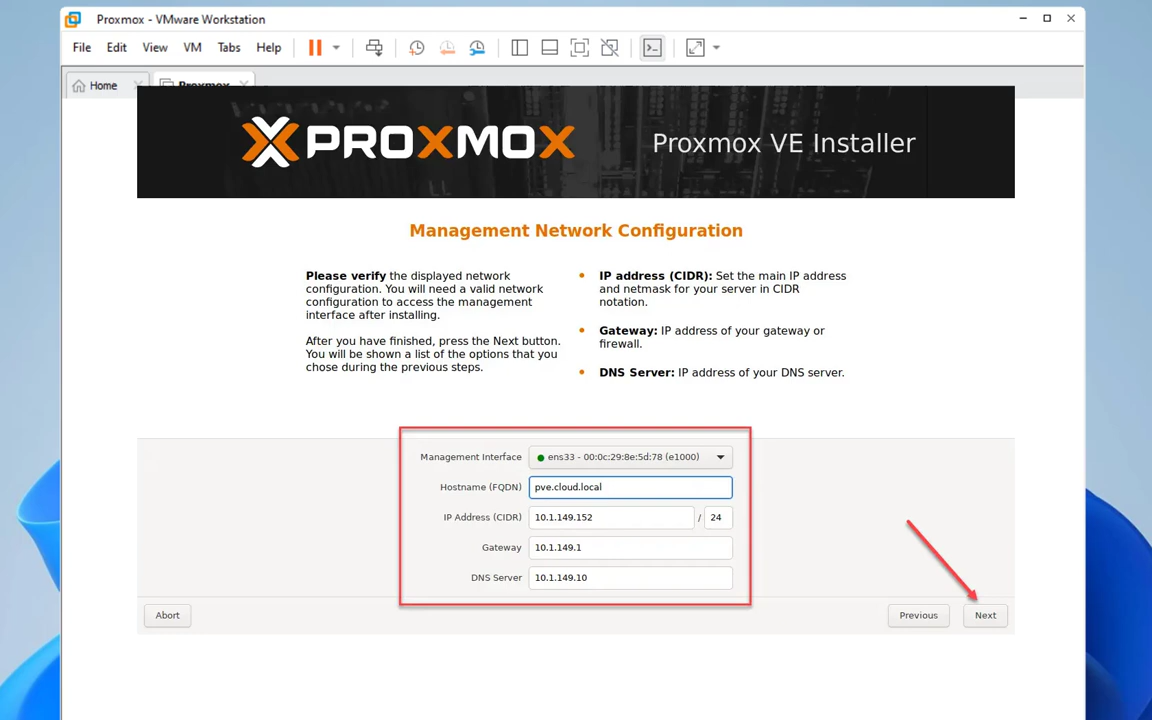 Proxmox - VMware Workstation
File Edit View VM Tabs Help
Home Proxmox
PROXMOX Proxmox VE Installer
Management Network Configuration
Please verify the displayed network
configuration. You will need a valid network
configuration to access the management
interface after installing.
After you have finished, press the Next button.
You will be shown a list of the options that you
chose during the previous steps.
IP address (CIDR): Set the main IP address
and netmask for your server in CIDR
notation.
Gateway: IP address of your gateway or
firewall.
DNS Server: IP address of your DNS server.
Management Interface ens33 - 00:0c:29:8e:5d:78 (e1000)
Hostname (FQDN) pve.cloud.local
IP Address (CIDR) 10.1.149.152 / 24
Gateway 10.1.149.1
DNS Server 10.1.149.10
Abort Previous Next